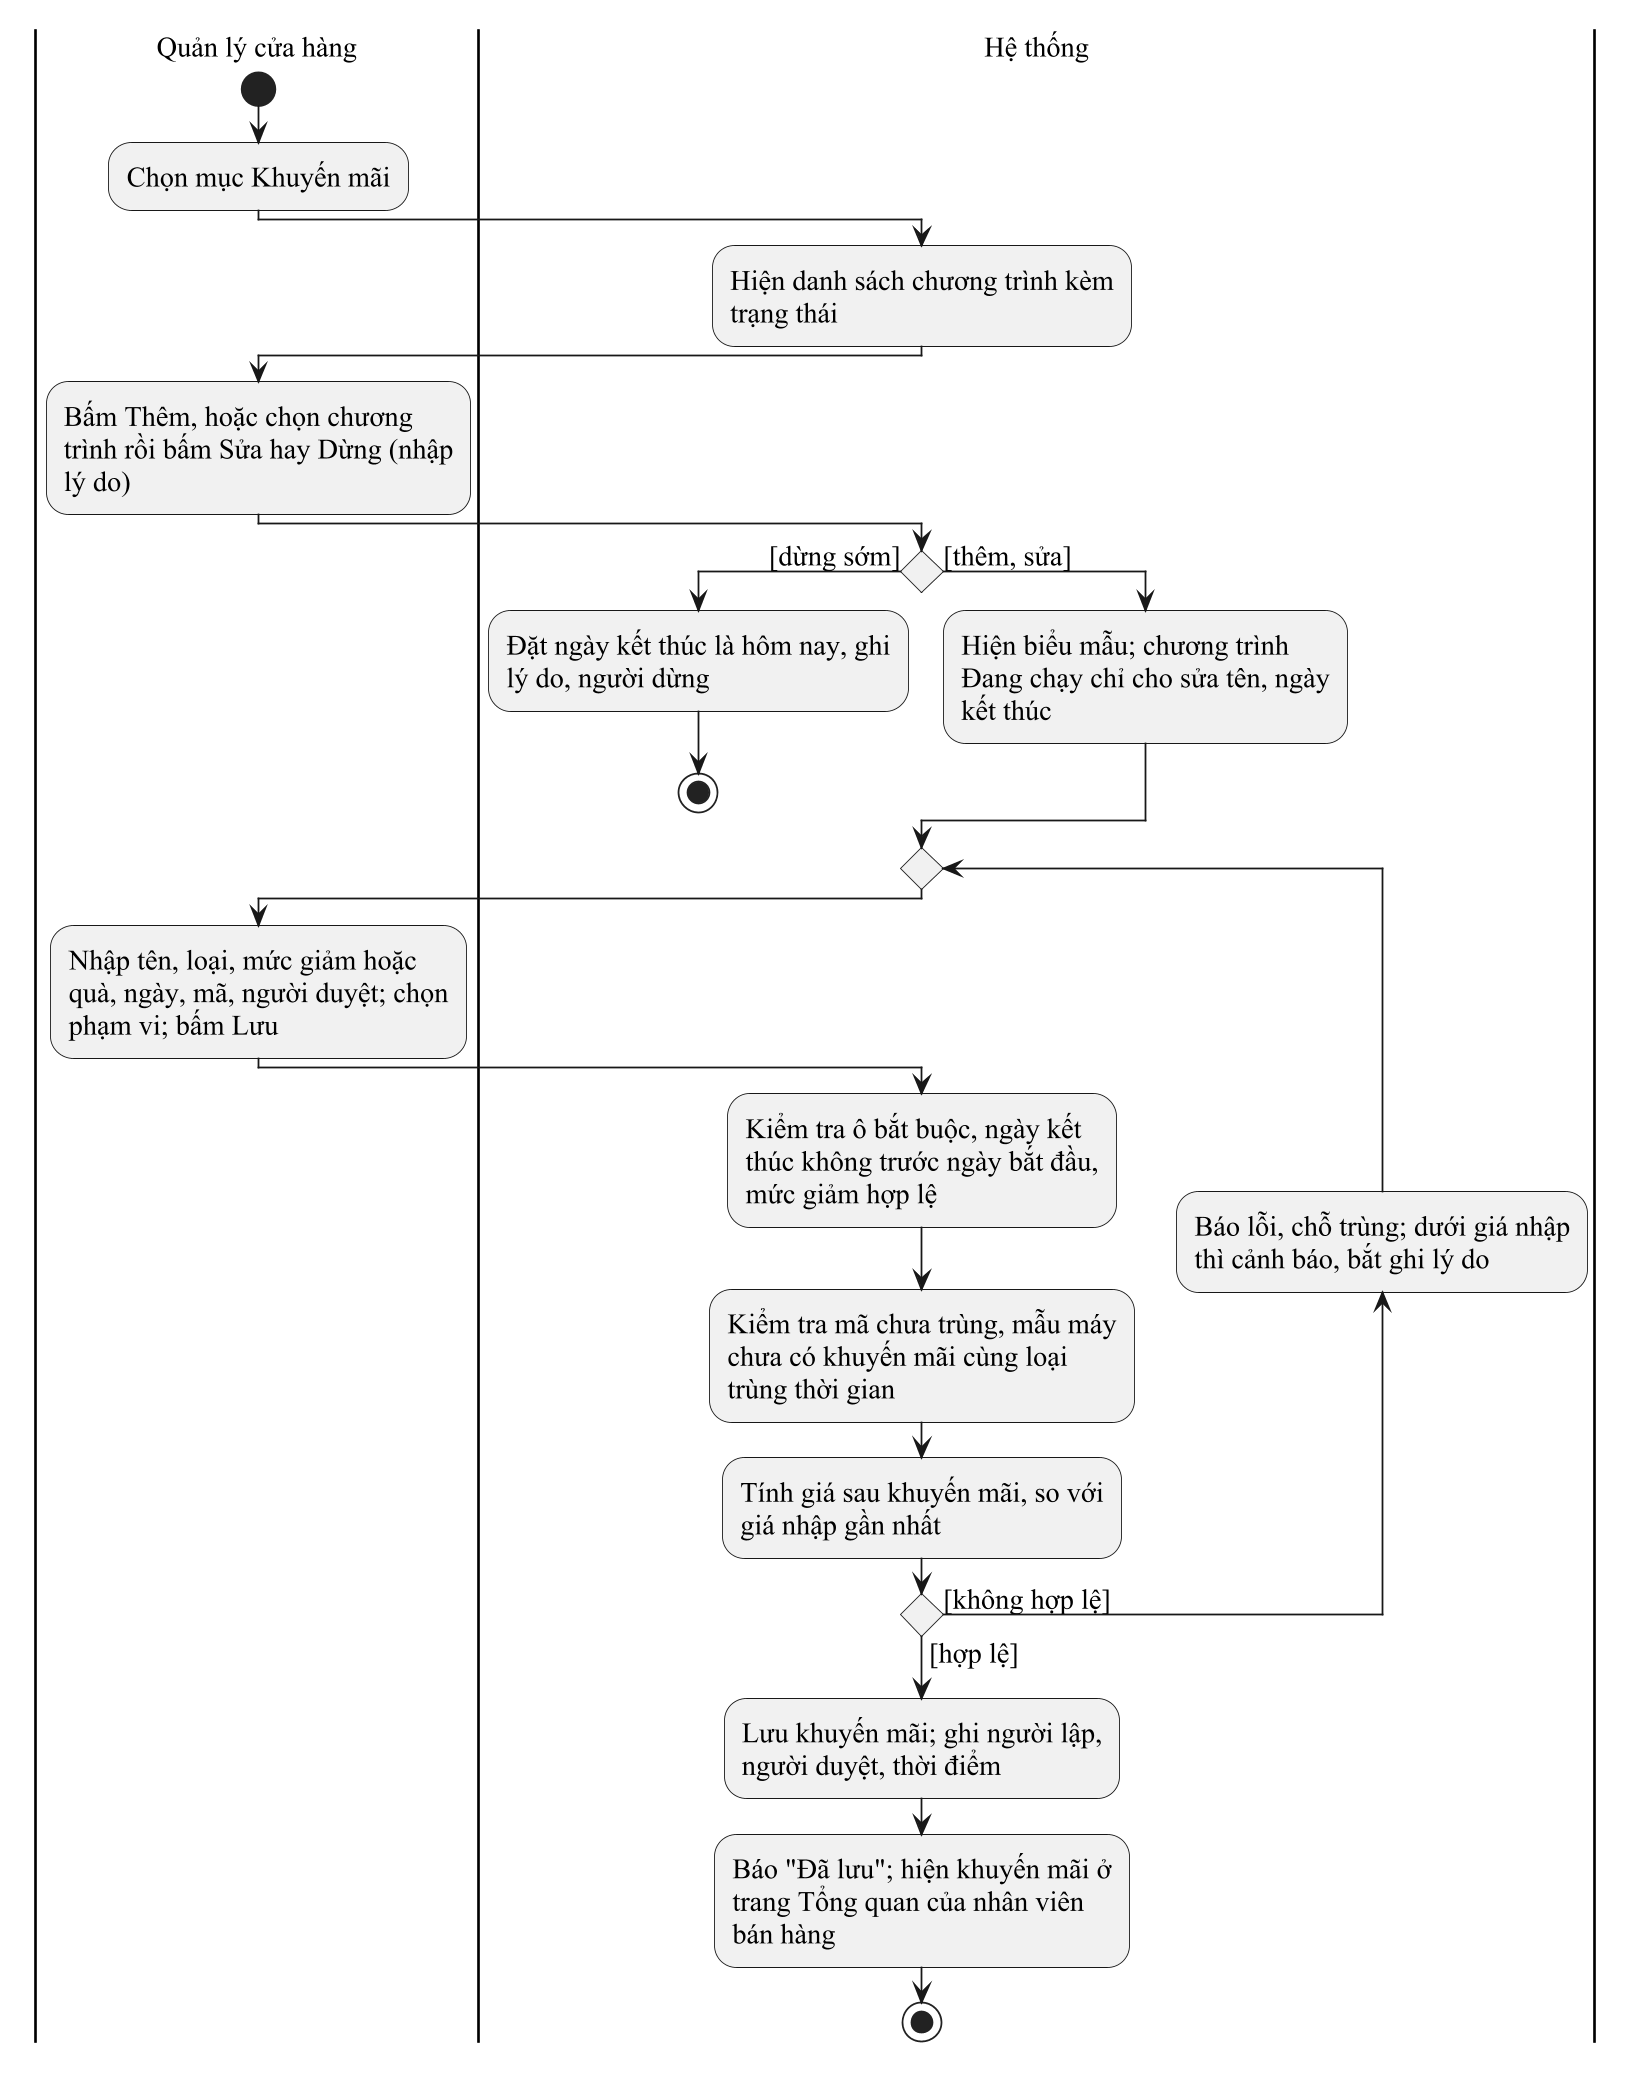 Quản lý cửa hàng
Hệ thống
Chọn mục Khuyến mãi
Hiện danh sách chương trình kèm
trạng thái
Bấm Thêm, hoặc chọn chương
trình rồi bấm Sửa hay Dừng (nhập
lý do)
[dừng sớm]
[thêm, sửa]
Đặt ngày kết thúc là hôm nay, ghi
lý do, người dừng
Hiện biểu mẫu; chương trình
Đang chạy chỉ cho sửa tên, ngày
kết thúc
Nhập tên, loại, mức giảm hoặc
quà, ngày, mã, người duyệt; chọn
phạm vi; bấm Lưu
Kiểm tra ô bắt buộc, ngày kết
thúc không trước ngày bắt đầu,
mức giảm hợp lệ
Báo lỗi, chỗ trùng; dưới giá nhập
thì cảnh báo, bắt ghi lý do
Kiểm tra mã chưa trùng, mẫu máy
chưa có khuyến mãi cùng loại
trùng thời gian
Tính giá sau khuyến mãi, so với
giá nhập gần nhất
[không hợp lệ]
[hợp lệ]
Lưu khuyến mãi; ghi người lập,
người duyệt, thời điểm
Báo "Đã lưu"; hiện khuyến mãi ở
trang Tổng quan của nhân viên
bán hàng